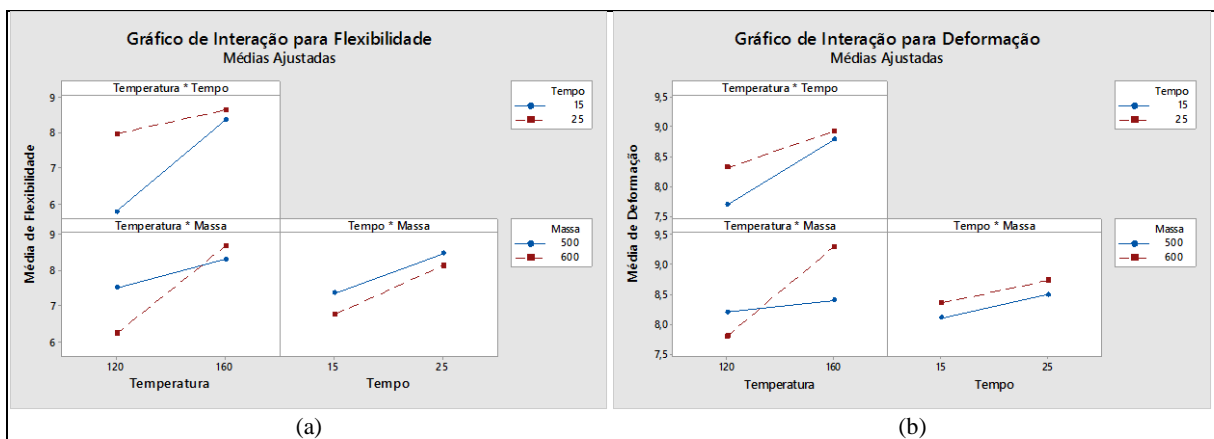 Gráfico de Interação para Flexibilidade
Médias Ajustadas
Temperatura * Tempo
Tempo
15
25
9
8
7
6
Média de Flexibilidade
Temperatura * Massa
Tempo * Massa
Massa
500
600
9
8
7
6
120
160
15
25
Temperatura
Tempo
(a)
Gráfico de Interação para Deformação
Médias Ajustadas
Temperatura * Tempo
Tempo
15
25
9,5
9,0
8,5
8,0
7,5
Média de Deformação
Temperatura * Massa
Tempo * Massa
Massa
500
600
9,5
9,0
8,5
8,0
7,5
120
160
15
25
Temperatura
Tempo
(b)